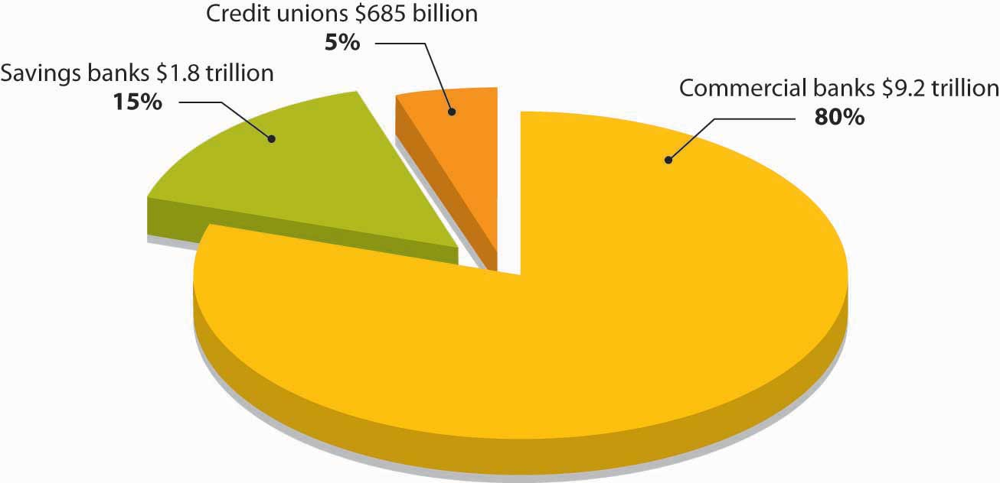 Credit unions $685 billion
5%
Savings banks $1.8 trillion
15%
Commercial banks $9.2 trillion
80%